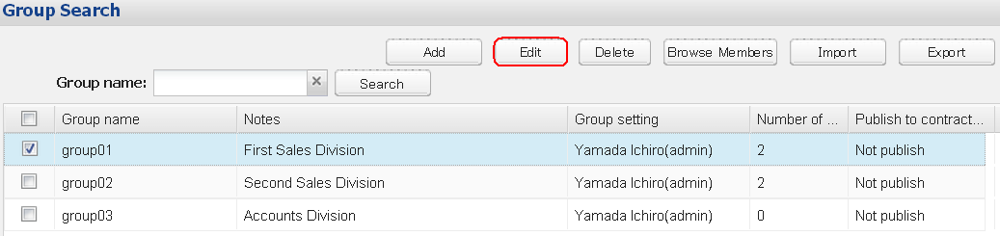 Group Search
Add Edit Delete Browse Members Import Export
Group name: Search
Group name Notes Group setting Number of ... Publish to contract...
group01 First Sales Division Yamada Ichiro(admin) 2 Not publish
group02 Second Sales Division Yamada Ichiro(admin) 2 Not publish
group03 Accounts Division Yamada Ichiro(admin) 0 Not publish